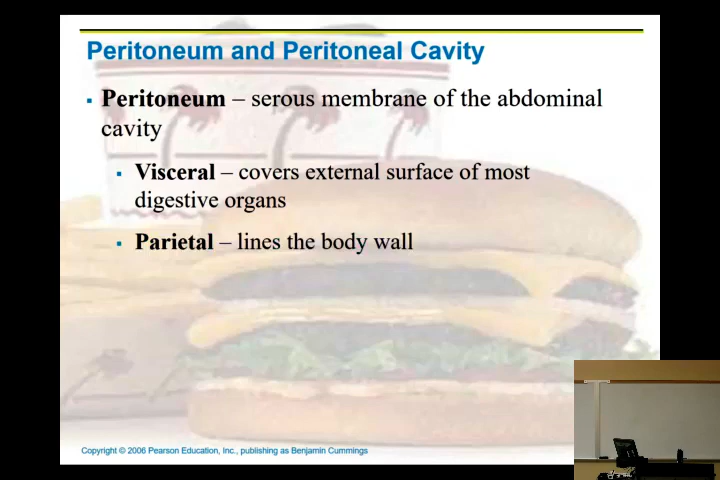 Peritoneum and Peritoneal Cavity
▪ Peritoneum – serous membrane of the abdominal
cavity
▪ Visceral – covers external surface of most
digestive organs
▪ Parietal – lines the body wall
Copyright © 2006 Pearson Education, Inc., publishing as Benjamin Cummings